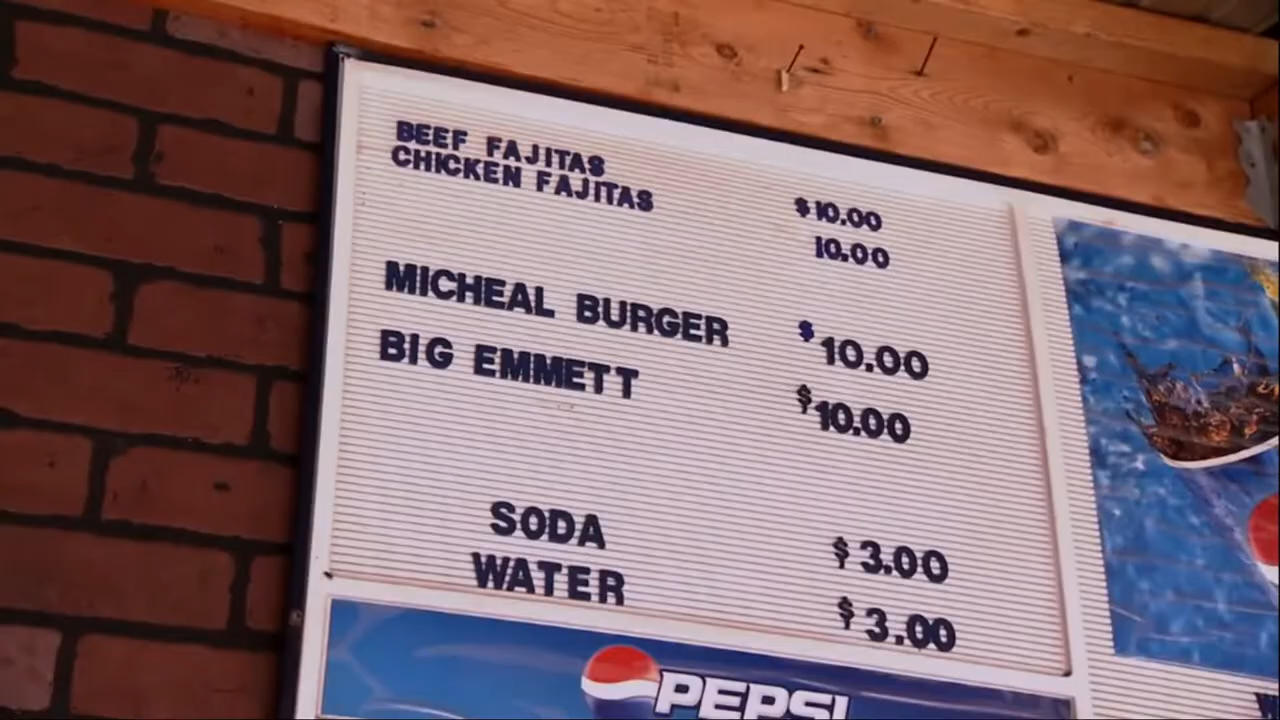 BEEF FAJITAS $10.00
CHICKEN FAJITAS 10.00
MICHEAL BURGER $10.00
BIG EMMETT $10.00
SODA $3.00
WATER $3.00
PEPSI